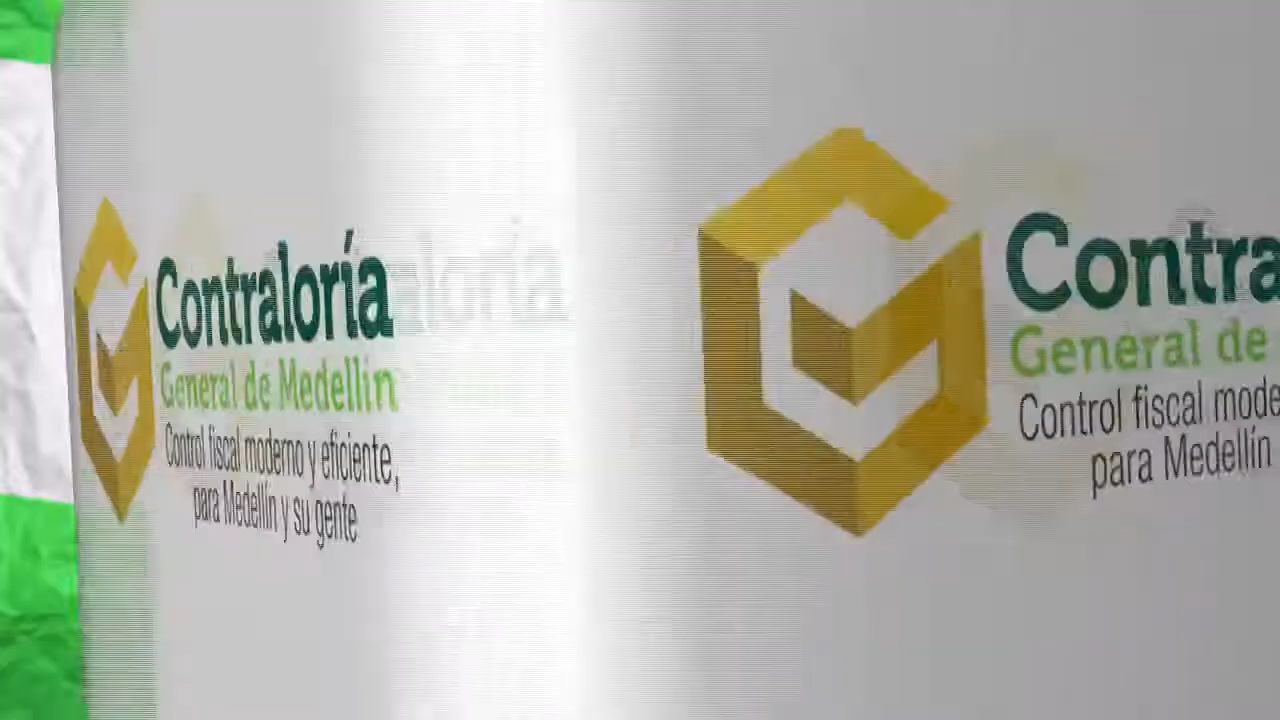 Contraloría
General de Medellín
Control fiscal moderno y eficiente,
para Medellín y su gente
Contra
General de
Control fiscal mode
para Medellín